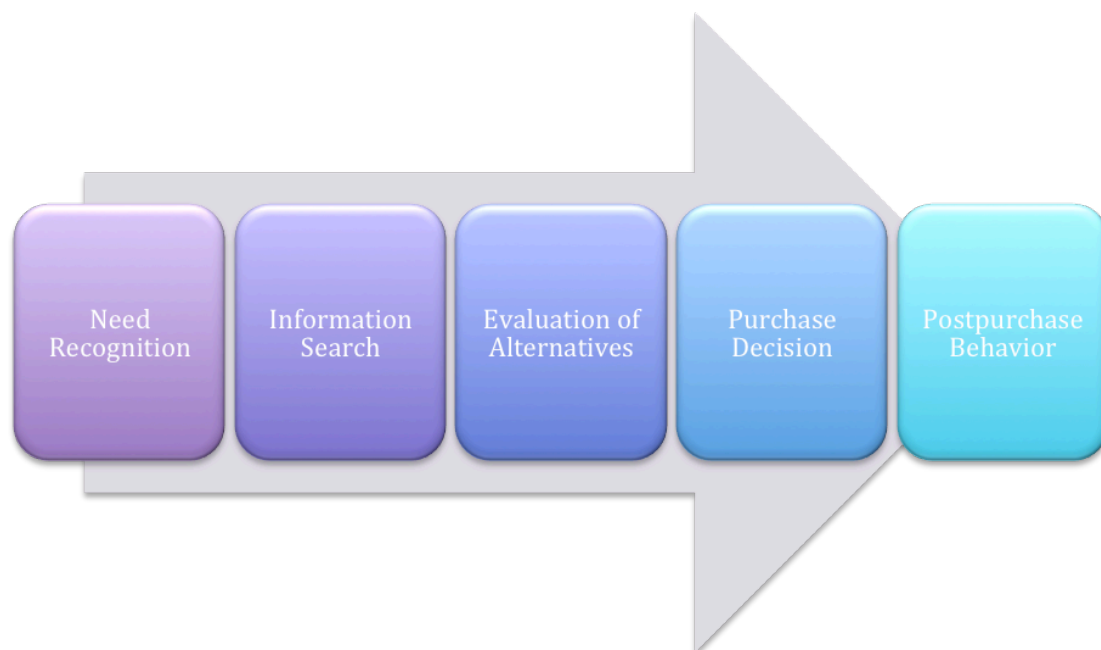 Need
Recognition
Information
Search
Evaluation of
Alternatives
Purchase
Decision
Postpurchase
Behavior